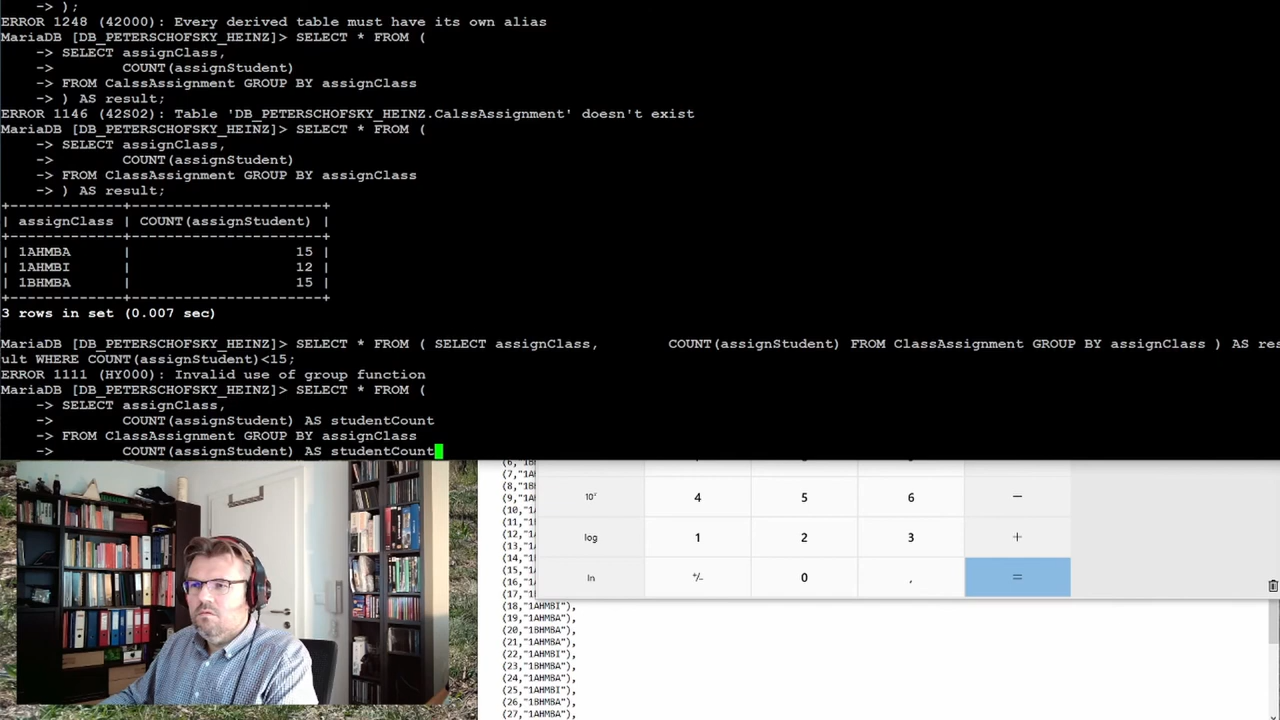 -> );
ERROR 1248 (42000): Every derived table must have its own alias
MariaDB [DB_PETERSCHOFSKY_HEINZ]> SELECT * FROM (
-> SELECT assignClass,
-> COUNT(assignStudent)
-> FROM CalssAssignment GROUP BY assignClass
-> ) AS result;
ERROR 1146 (42S02): Table 'DB_PETERSCHOFSKY_HEINZ.CalssAssignment' doesn't exist
MariaDB [DB_PETERSCHOFSKY_HEINZ]> SELECT * FROM (
-> SELECT assignClass,
-> COUNT(assignStudent)
-> FROM ClassAssignment GROUP BY assignClass
-> ) AS result;
+-------------+----------------------+
| assignClass | COUNT(assignStudent) |
+-------------+----------------------+
| 1AHMBA | 15 |
| 1AHMBI | 12 |
| 1BHMBA | 15 |
+-------------+----------------------+
3 rows in set (0.007 sec)
MariaDB [DB_PETERSCHOFSKY_HEINZ]> SELECT * FROM ( SELECT assignClass, COUNT(assignStudent) FROM ClassAssignment GROUP BY assignClass ) AS res
ult WHERE COUNT(assignStudent)<15;
ERROR 1111 (HY000): Invalid use of group function
MariaDB [DB_PETERSCHOFSKY_HEINZ]> SELECT * FROM (
-> SELECT assignClass,
-> COUNT(assignStudent) AS studentCount
-> FROM ClassAssignment GROUP BY assignClass
-> COUNT(assignStudent) AS studentCount
4 5 6 −
log 1 2 3 +
ln +/− 0 , =
(18,"1AHMBI"),
(19,"1AHMBA"),
(20,"1BHMBA"),
(21,"1AHMBA"),
(22,"1AHMBI"),
(23,"1BHMBA"),
(24,"1AHMBA"),
(25,"1AHMBI"),
(26,"1BHMBA"),
(27,"1AHMBA"),